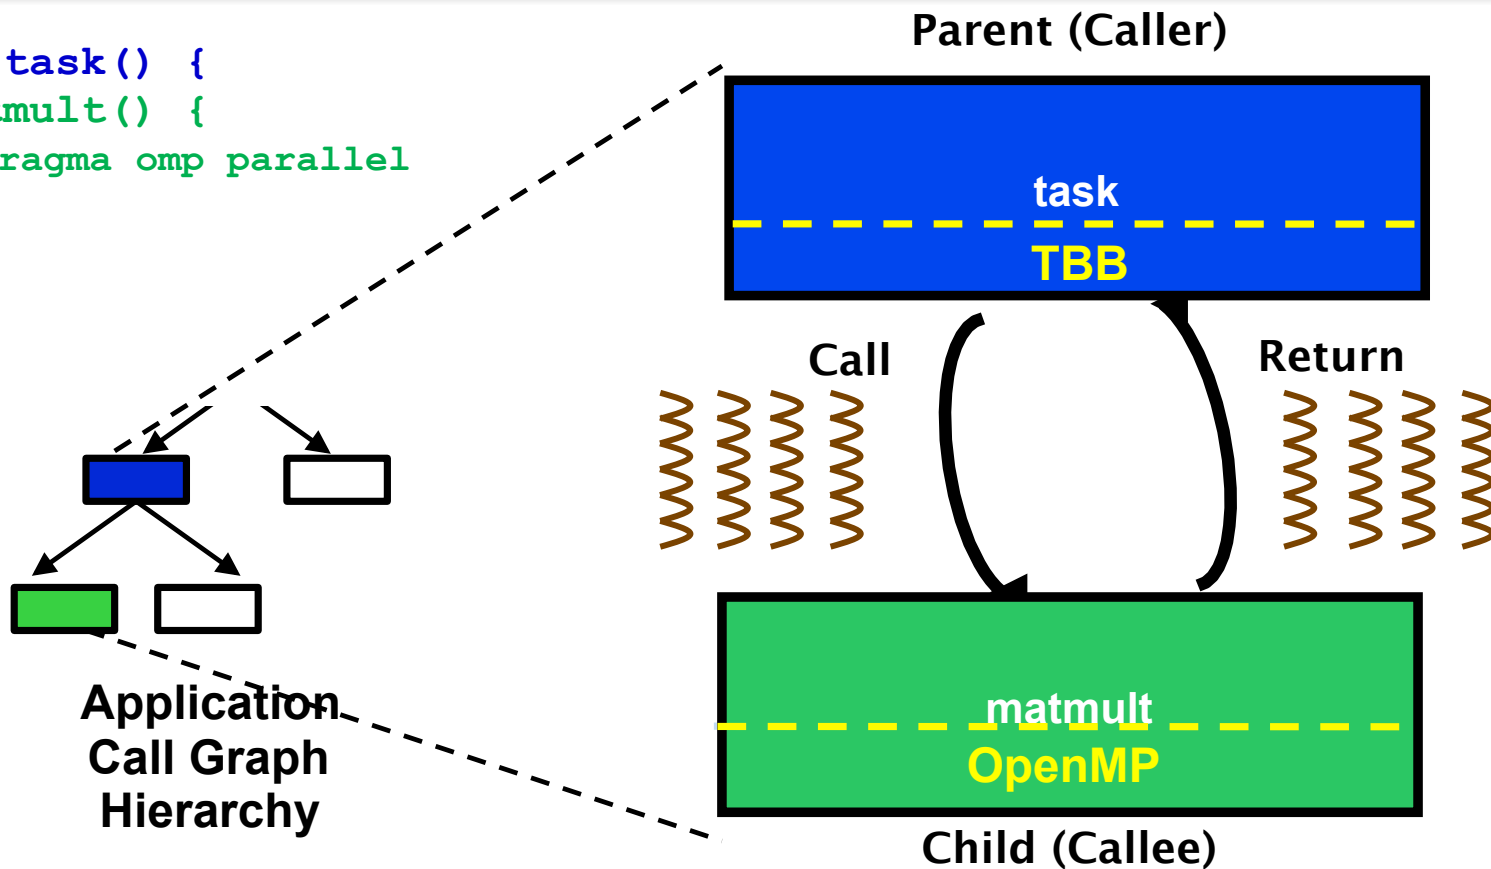 Parent (Caller)
task() {
mult() {
ragma omp parallel
task
TBB
Call
Return
matmult
OpenMP
Application
Call Graph
Hierarchy
Child (Callee)